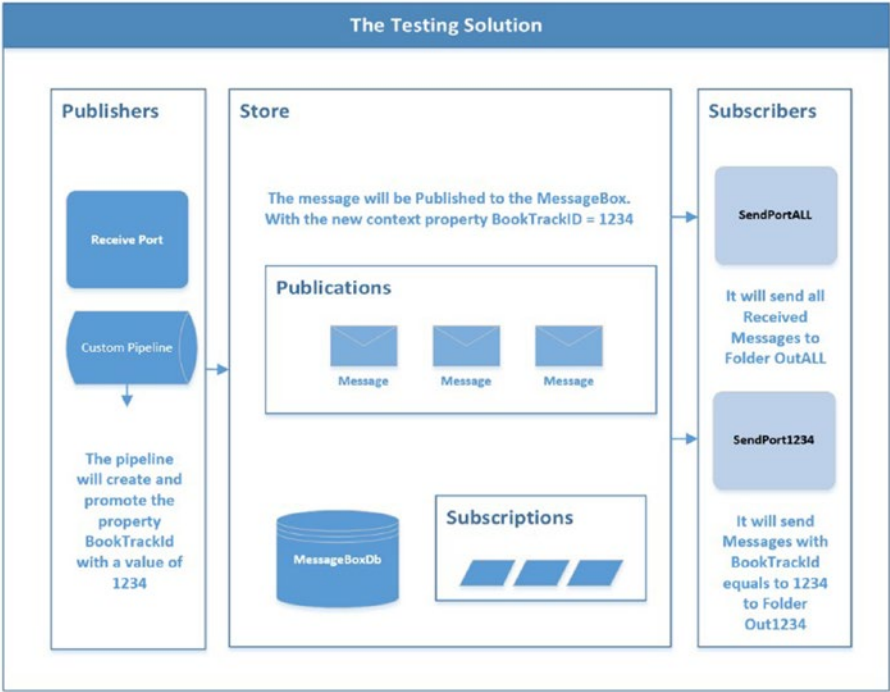 The Testing Solution
Publishers
Receive Port
Custom Pipeline
The pipeline
will create and
promote the
property
BookTrackId
with a value of
1234
Store
The message will be Published to the MessageBox.
With the new context property BookTrackID = 1234
Publications
Message
Message
Message
MessageBoxDb
Subscriptions
Subscribers
SendPortALL
It will send all
Received
Messages to
Folder OutALL
SendPort1234
It will send
Messages with
BookTrackId
equals to 1234
to Folder
Out1234